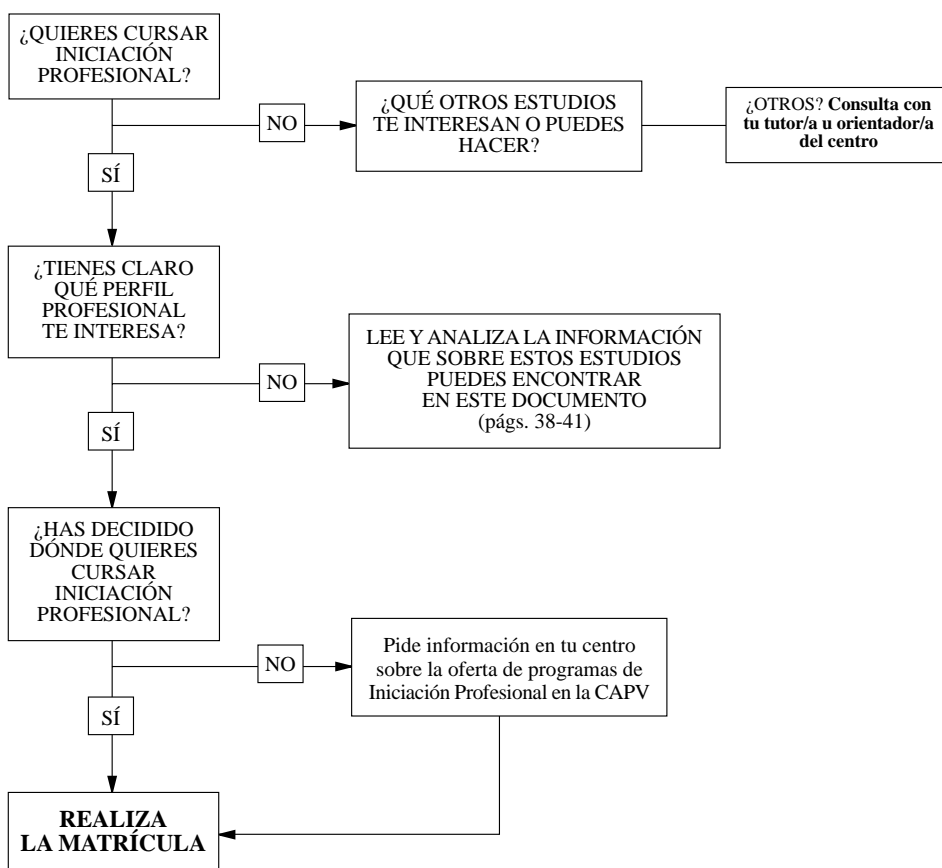 ¿QUIERES CURSAR
INICIACIÓN
PROFESIONAL?
NO
¿QUÉ OTROS ESTUDIOS
TE INTERESAN O PUEDES
HACER?
¿OTROS? Consulta con
tu tutor/a u orientador/a
del centro
SÍ
¿TIENES CLARO
QUÉ PERFIL
PROFESIONAL
TE INTERESA?
NO
LEE Y ANALIZA LA INFORMACIÓN
QUE SOBRE ESTOS ESTUDIOS
PUEDES ENCONTRAR
EN ESTE DOCUMENTO
(págs. 38-41)
SÍ
¿HAS DECIDIDO
DÓNDE QUIERES
CURSAR
INICIACIÓN
PROFESIONAL?
NO
Pide información en tu centro
sobre la oferta de programas de
Iniciación Profesional en la CAPV
SÍ
REALIZA
LA MATRÍCULA